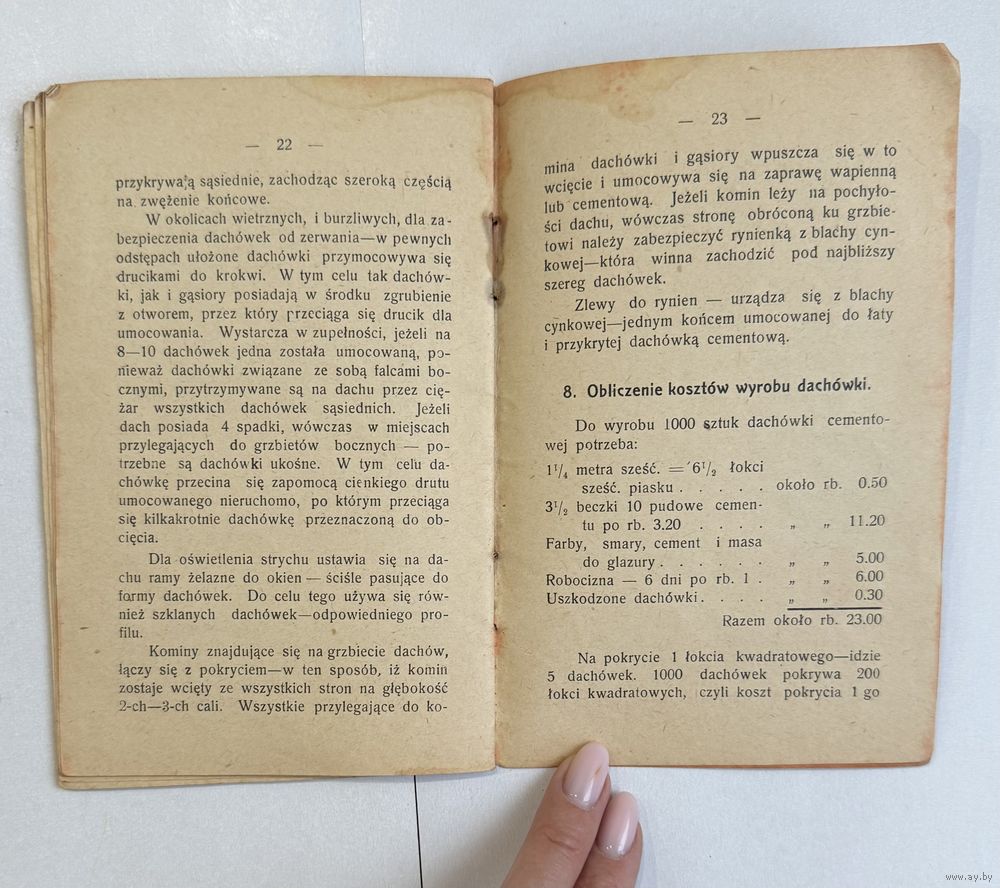 — 22 —
przykrywają sąsiednie, zachodząc szeroką częścią
na zwężenie końcowe.
W okolicach wietrznych, i burzliwych, dla za-
bezpieczenia dachówek od zerwania—w pewnych
odstępach ułożone dachówki przymocowywa się
drucikami do krokwi. W tym celu tak dachów-
ki, jak i gąsiory posiadają w środku zgrubienie
z otworem, przez który przeciąga się drucik dla
umocowania. Wystarcza w zupełności, jeżeli na
8—10 dachówek jedna została umocowaną, po-
nieważ dachówki związane ze sobą falcami bo-
cznymi, przytrzymywane są na dachu przez cię-
żar wszystkich dachówek sąsiednich. Jeżeli
dach posiada 4 spadki, wówczas w miejscach
przylegających do grzbietów bocznych — po-
trzebne są dachówki ukośne. W tym celu da-
chówkę przecina się zapomocą cienkiego drutu
umocowanego nieruchomo, po którym przeciąga
się kilkakrotnie dachówkę przeznaczoną do ob-
cięcia.
Dla oświetlenia strychu ustawia się na da-
chu ramy żelazne do okien — ściśle pasujące do
formy dachówek. Do celu tego używa się rów-
nież szklanych dachówek—odpowiedniego pro-
filu.
Kominy znajdujące się na grzbiecie dachów,
łączy się z pokryciem—w ten sposób, iż komin
zostaje wcięty ze wszystkich stron na głębokość
2-ch—3-ch cali. Wszystkie przylegające do ko-
— 23 —
mina dachówki i gąsiory wpuszcza się w to
wcięcie i umocowywa się na zaprawę wapienną
lub cementową. Jeżeli komin leży na pochyło-
ści dachu, wówczas stronę obróconą ku grzbie-
towi należy zabezpieczyć rynienką z blachy cyn-
kowej—która winna zachodzić pod najbliższy
szereg dachówek.
Zlewy do rynien — urządza się z blachy
cynkowej—jednym końcem umocowanej do łaty
i przykrytej dachówką cementową.
8. Obliczenie kosztów wyrobu dachówki.
Do wyrobu 1000 sztuk dachówki cemento-
wej potrzeba:
1¹/₄ metra sześć. = 6¹/₂ łokci
sześć. piasku . . . . . około rb. 0.50
3¹/₂ beczki 10 pudowe cemen-
tu po rb. 3.20 . . . . „ „ 11.20
Farby, smary, cement i masa
do glazury . . . . . . „ „ 5.00
Robocizna — 6 dni po rb. 1 . „ „ 6.00
Uszkodzone dachówki . . . . „ „ 0.30
Razem około rb. 23.00
Na pokrycie 1 łokcia kwadratowego—idzie
5 dachówek. 1000 dachówek pokrywa 200
łokci kwadratowych, czyli koszt pokrycia 1 go
www.ay.by